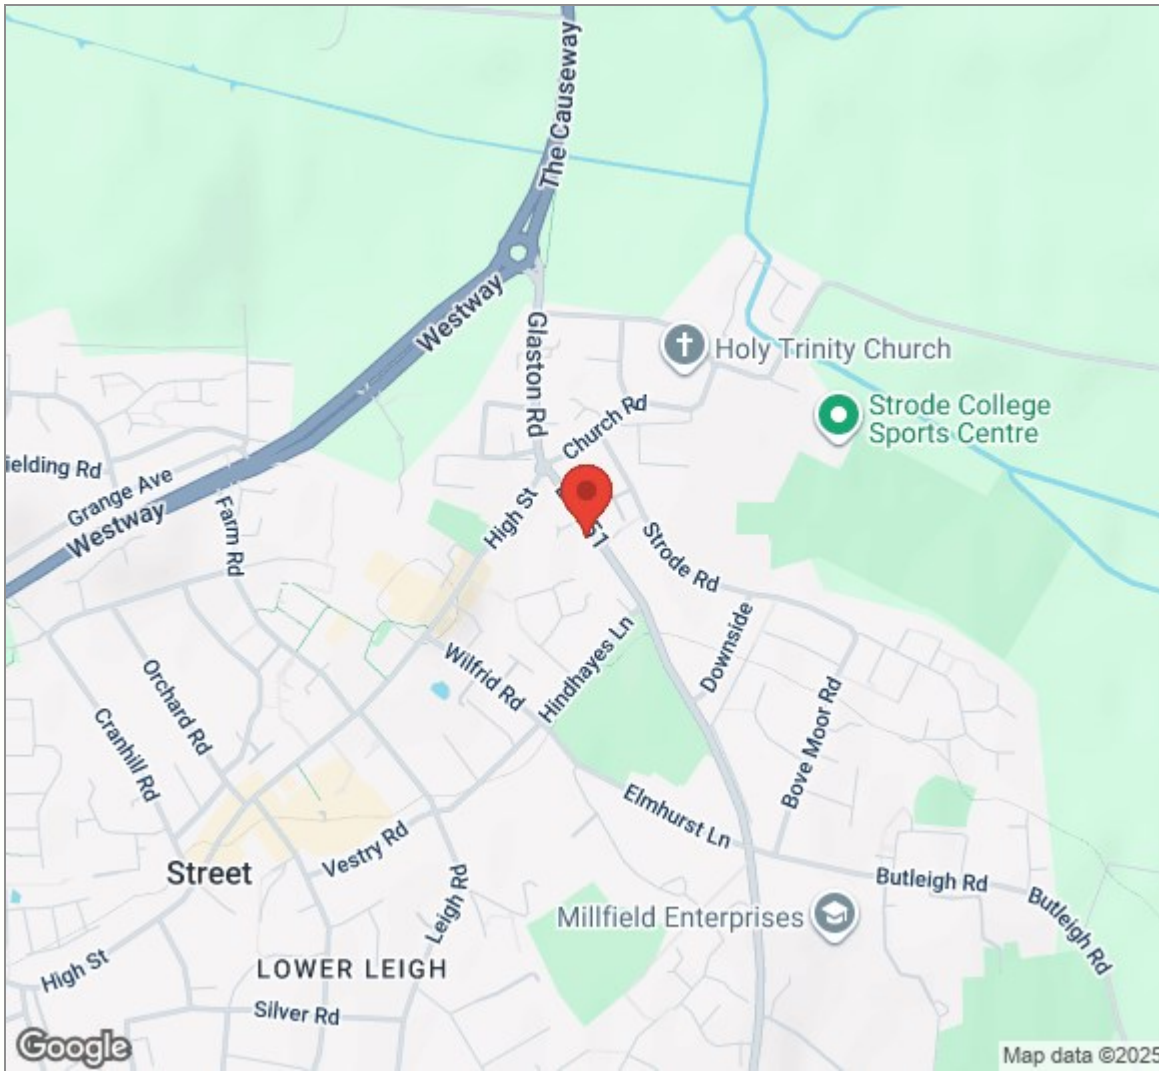 The Causeway
Westway
Glaston Rd
Holy Trinity Church
Church Rd
Strode College
Sports Centre
ielding Rd
Grange Ave
Westway
Farm Rd
High St
Strode Rd
Downside
Hindhayes Ln
Wilfrid Rd
Orchard Rd
Cranhill Rd
Bove Moor Rd
Elmhurst Ln
Vestry Rd
Street
Leigh Rd
Butleigh Rd
Butleigh Rd
Millfield Enterprises
High St
LOWER LEIGH
Silver Rd
Google
Map data ©2025